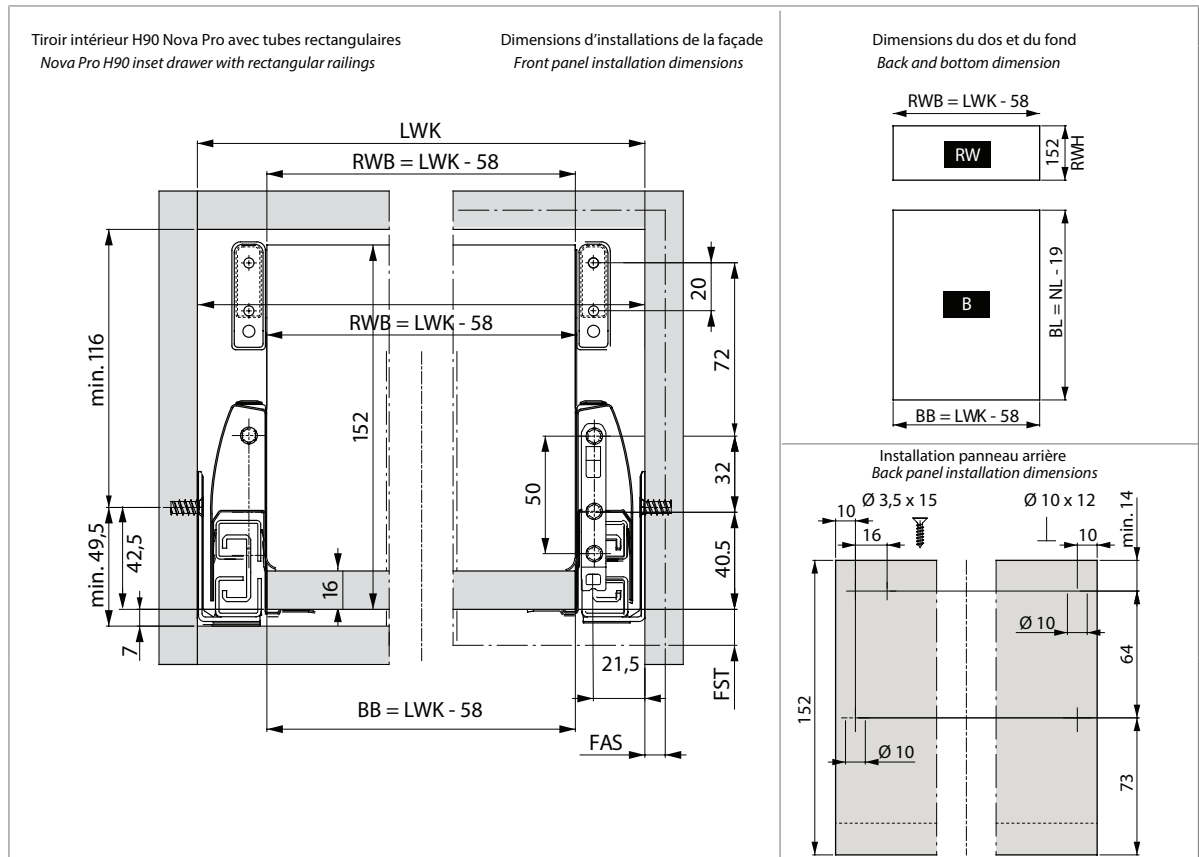 Tiroir intérieur H90 Nova Pro avec tubes rectangulaires
Nova Pro H90 inset drawer with rectangular railings
Dimensions d’installations de la façade
Front panel installation dimensions
LWK
RWB = LWK - 58
20
RWB = LWK - 58
min. 116
72
152
50
32
42,5
min. 49,5
16
40.5
7
21,5
FST
BB = LWK - 58
FAS
Dimensions du dos et du fond
Back and bottom dimension
RWB = LWK - 58
RW
152
RWH
B
BL = NL - 19
BB = LWK - 58
Installation panneau arrière
Back panel installation dimensions
Ø 3,5 x 15
Ø 10 x 12
10
16
10
min. 14
Ø 10
64
152
Ø 10
73